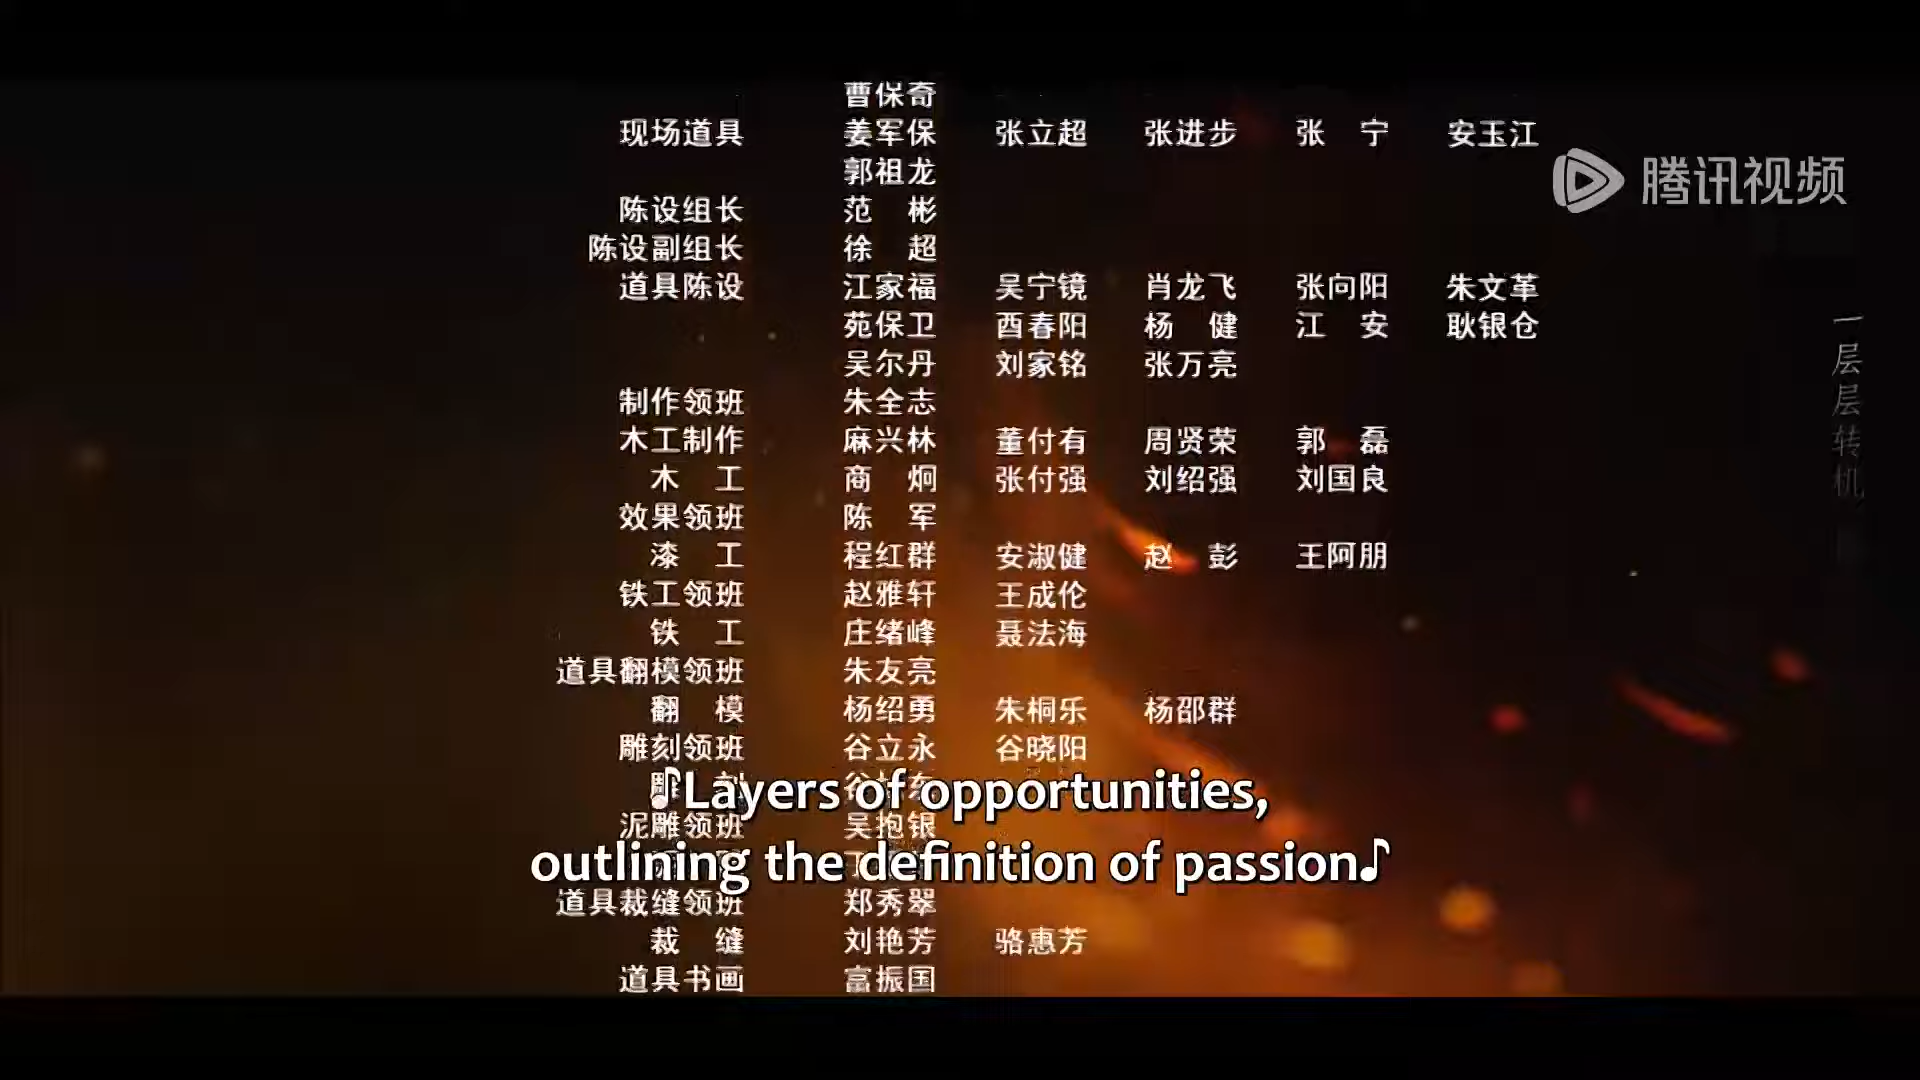 曹保奇
现场道具 姜军保 张立超 张进步 张 宁 安玉江
郭祖龙
陈设组长 范 彬
陈设副组长 徐 超
道具陈设 江家福 吴宁镜 肖龙飞 张向阳 朱文革
苑保卫 酉春阳 杨 健 江 安 耿银仓
吴尔丹 刘家铭 张万亮
制作领班 朱全志
木工制作 麻兴林 董付有 周贤荣 郭 磊
木 工 商 炯 张付强 刘绍强 刘国良
效果领班 陈 军
漆 工 程红群 安淑健 赵 彭 王阿朋
铁工领班 赵雅轩 王成伦
铁 工 庄绪峰 聂法海
道具翻模领班 朱友亮
翻 模 杨绍勇 朱桐乐 杨邵群
雕刻领班 谷立永 谷晓阳
雕 刻
♪Layers of opportunities,
泥雕领班 吴抱银
outlining the definition of passion♪
道具裁缝领班 郑秀翠
裁 缝 刘艳芳 骆惠芳
道具书画 富振国
腾讯视频
一层层转机